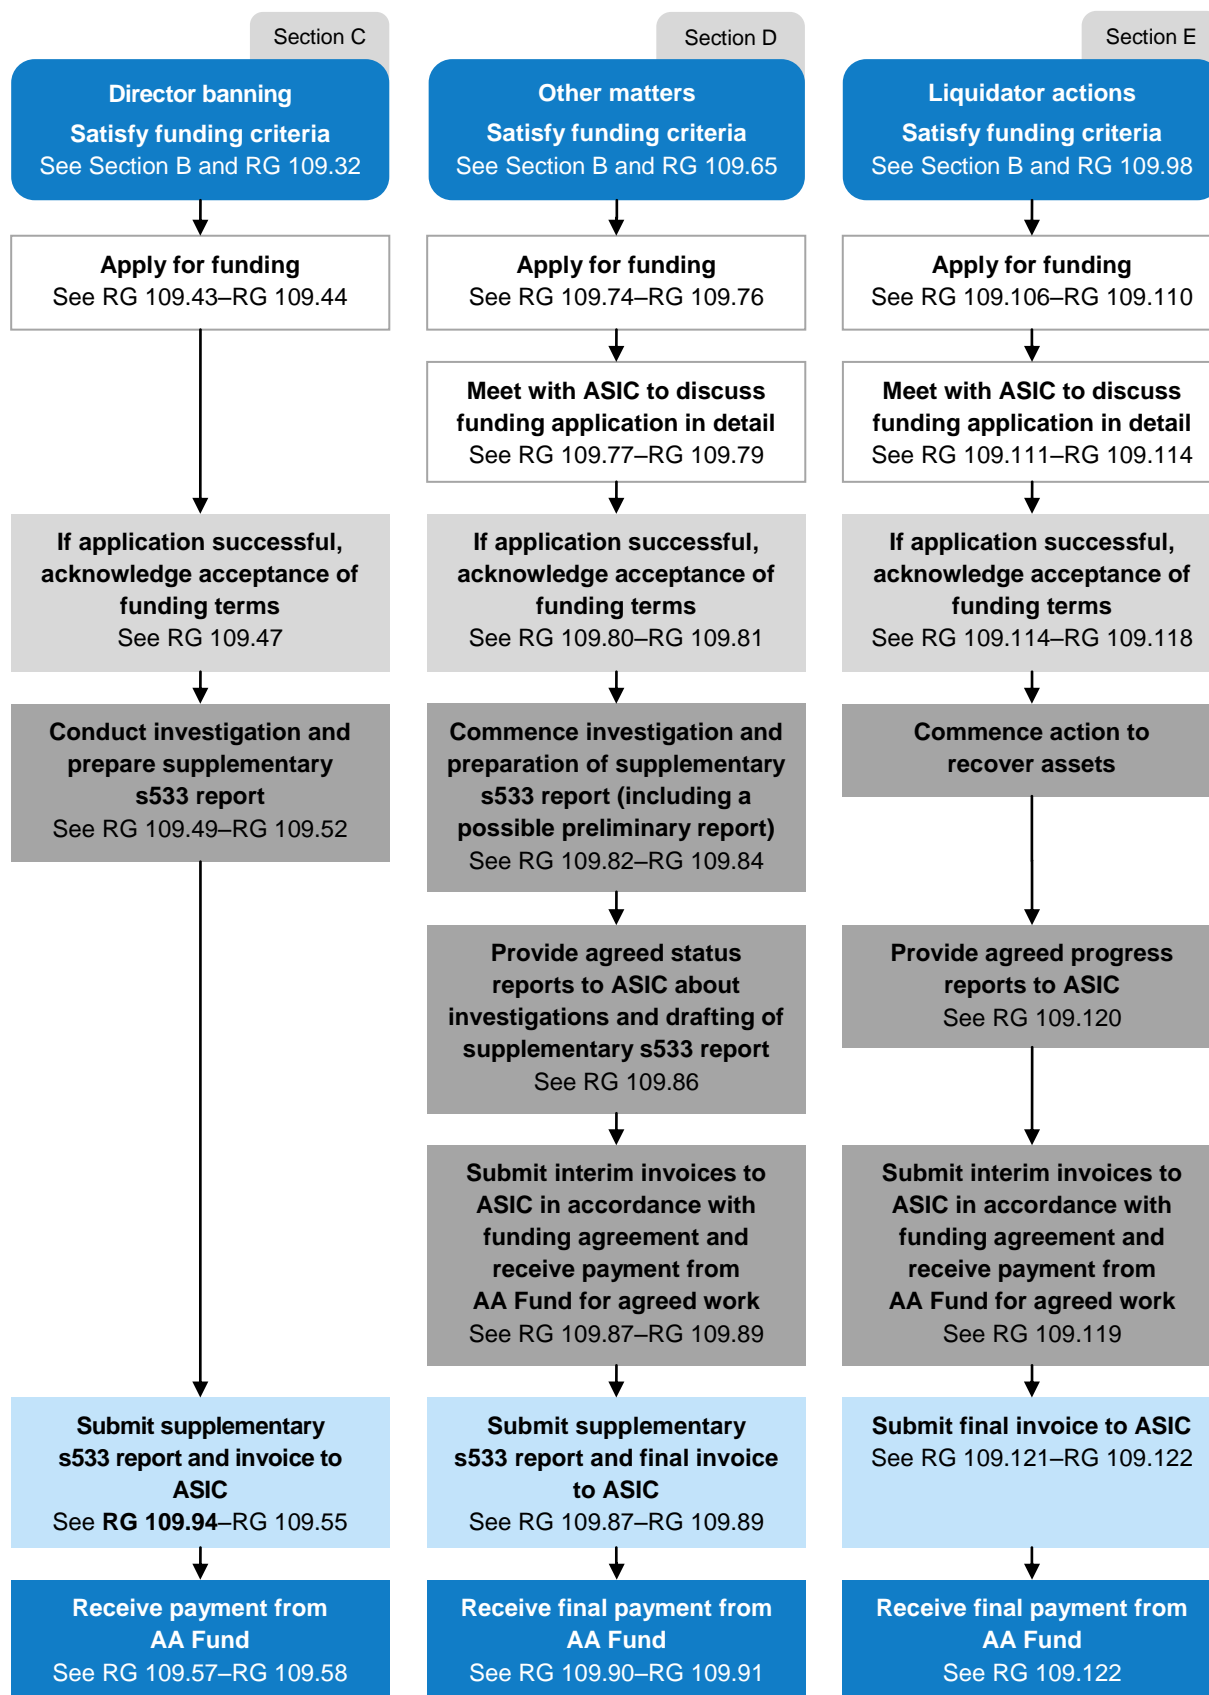 Section C
Director banning
Satisfy funding criteria
See Section B and RG 109.32
Apply for funding
See RG 109.43–RG 109.44
If application successful,
acknowledge acceptance of
funding terms
See RG 109.47
Conduct investigation and
prepare supplementary
s533 report
See RG 109.49–RG 109.52
Submit supplementary
s533 report and invoice to
ASIC
See RG 109.94–RG 109.55
Receive payment from
AA Fund
See RG 109.57–RG 109.58
Section D
Other matters
Satisfy funding criteria
See Section B and RG 109.65
Apply for funding
See RG 109.74–RG 109.76
Meet with ASIC to discuss
funding application in detail
See RG 109.77–RG 109.79
If application successful,
acknowledge acceptance of
funding terms
See RG 109.80–RG 109.81
Commence investigation and
preparation of supplementary
s533 report (including a
possible preliminary report)
See RG 109.82–RG 109.84
Provide agreed status
reports to ASIC about
investigations and drafting of
supplementary s533 report
See RG 109.86
Submit interim invoices to
ASIC in accordance with
funding agreement and
receive payment from
AA Fund for agreed work
See RG 109.87–RG 109.89
Submit supplementary
s533 report and final invoice
to ASIC
See RG 109.87–RG 109.89
Receive final payment from
AA Fund
See RG 109.90–RG 109.91
Section E
Liquidator actions
Satisfy funding criteria
See Section B and RG 109.98
Apply for funding
See RG 109.106–RG 109.110
Meet with ASIC to discuss
funding application in detail
See RG 109.111–RG 109.114
If application successful,
acknowledge acceptance of
funding terms
See RG 109.114–RG 109.118
Commence action to
recover assets
Provide agreed progress
reports to ASIC
See RG 109.120
Submit interim invoices to
ASIC in accordance with
funding agreement and
receive payment from
AA Fund for agreed work
See RG 109.119
Submit final invoice to ASIC
See RG 109.121–RG 109.122
Receive final payment from
AA Fund
See RG 109.122